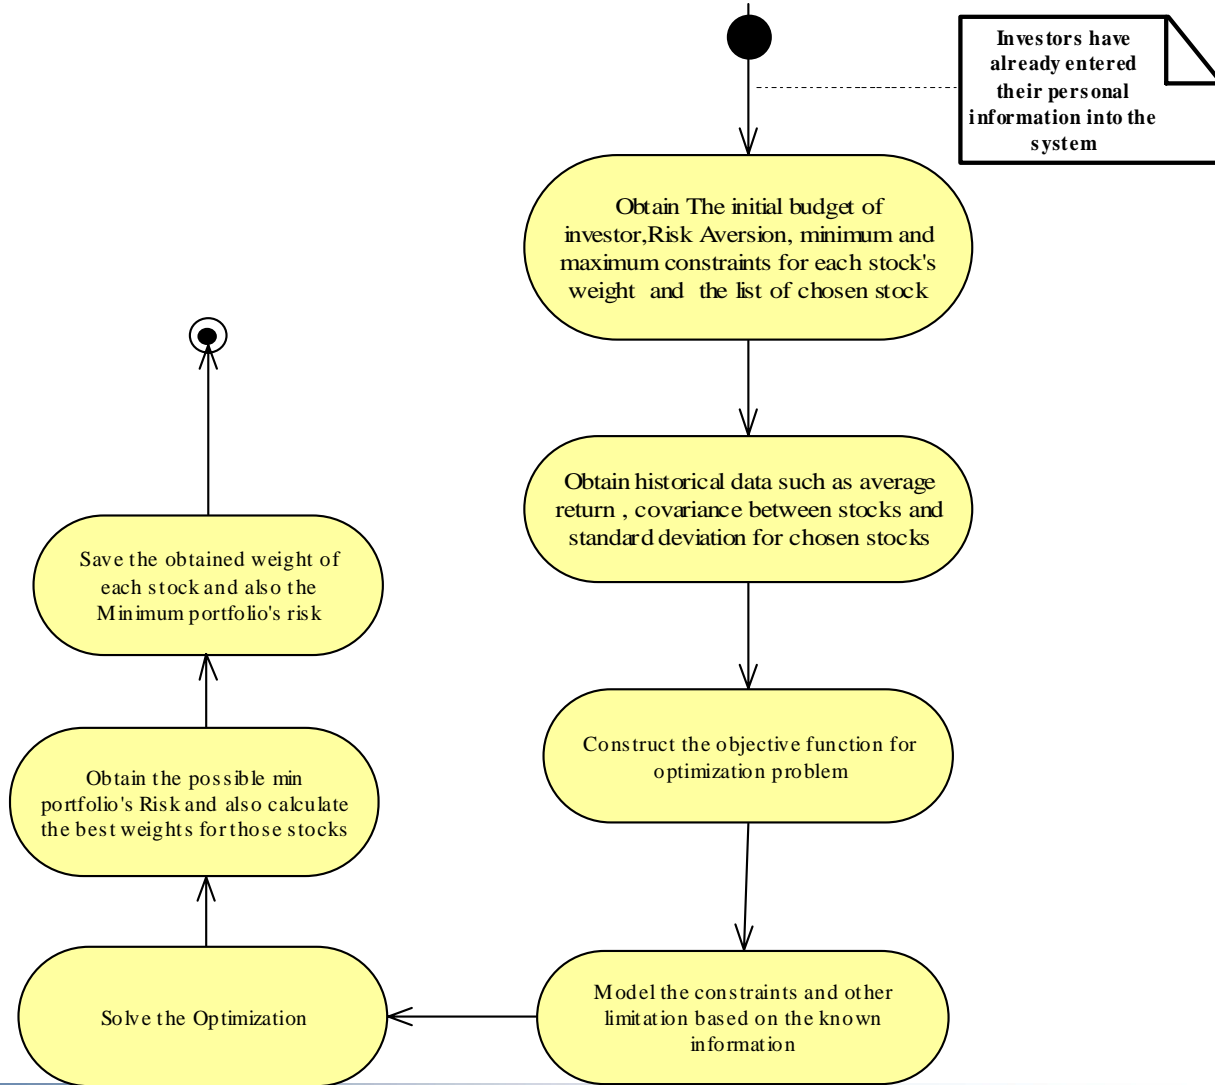 Investors have
already entered
their personal
information into the
system
Obtain The initial budget of
investor,Risk Aversion, minimum and
maximum constraints for each stock's
weight and the list of chosen stock
Obtain historical data such as average
return , covariance between stocks and
standard deviation for chosen stocks
Construct the objective function for
optimization problem
Model the constraints and other
limitation based on the known
information
Solve the Optimization
Obtain the possible min
portfolio's Risk and also calculate
the best weights for those stocks
Save the obtained weight of
each stock and also the
Minimum portfolio's risk